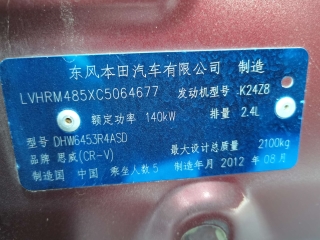 东风本田汽车有限公司 制造
LVHRM485XC5064677 发动机型号 K24Z8
额定功率 140kW 排量 2.4L
型号 DHW6453R4ASD 最大设计总质量 2100kg
品牌 思威(CR-V)
制造国 中国 乘坐人数 5 制造年月 2012 年 08 月